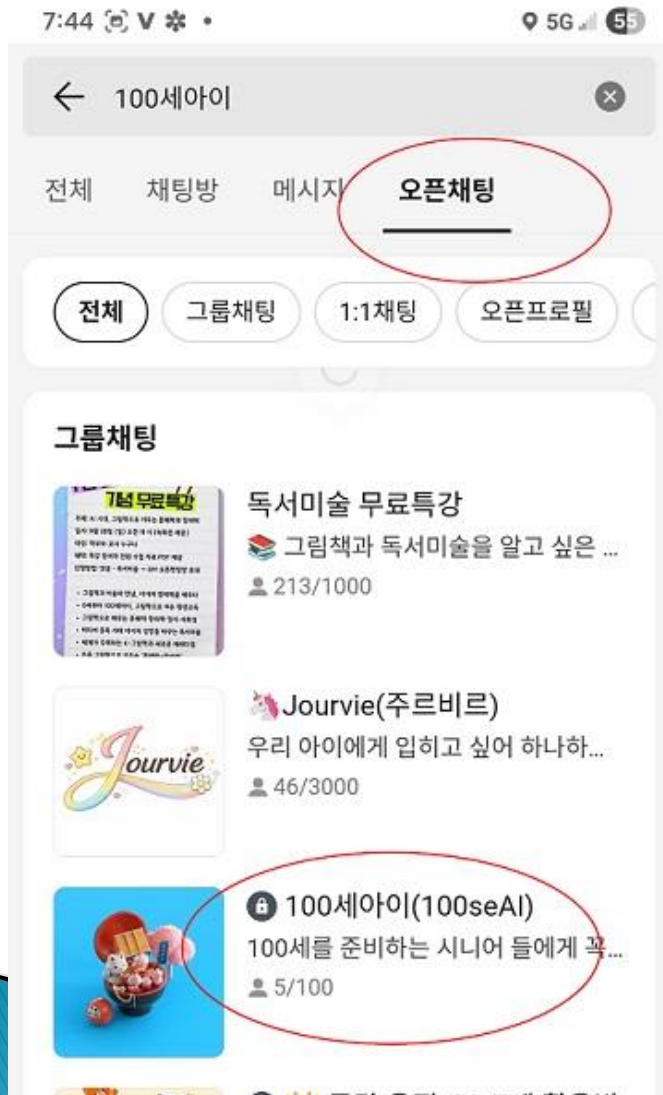 7:44
5G 55
100세아이
전체 채팅방 메시지 오픈채팅
전체 그룹채팅 1:1채팅 오픈프로필
그룹채팅
기념 무료특강
독서미술 무료특강
📚 그림책과 독서미술을 알고 싶은 ...
213/1000
Jourvie
🦄Jourvie(주르비르)
우리 아이에게 입히고 싶어 하나하...
46/3000
100세아이(100seAI)
100세를 준비하는 시니어 들에게 꼭...
5/100